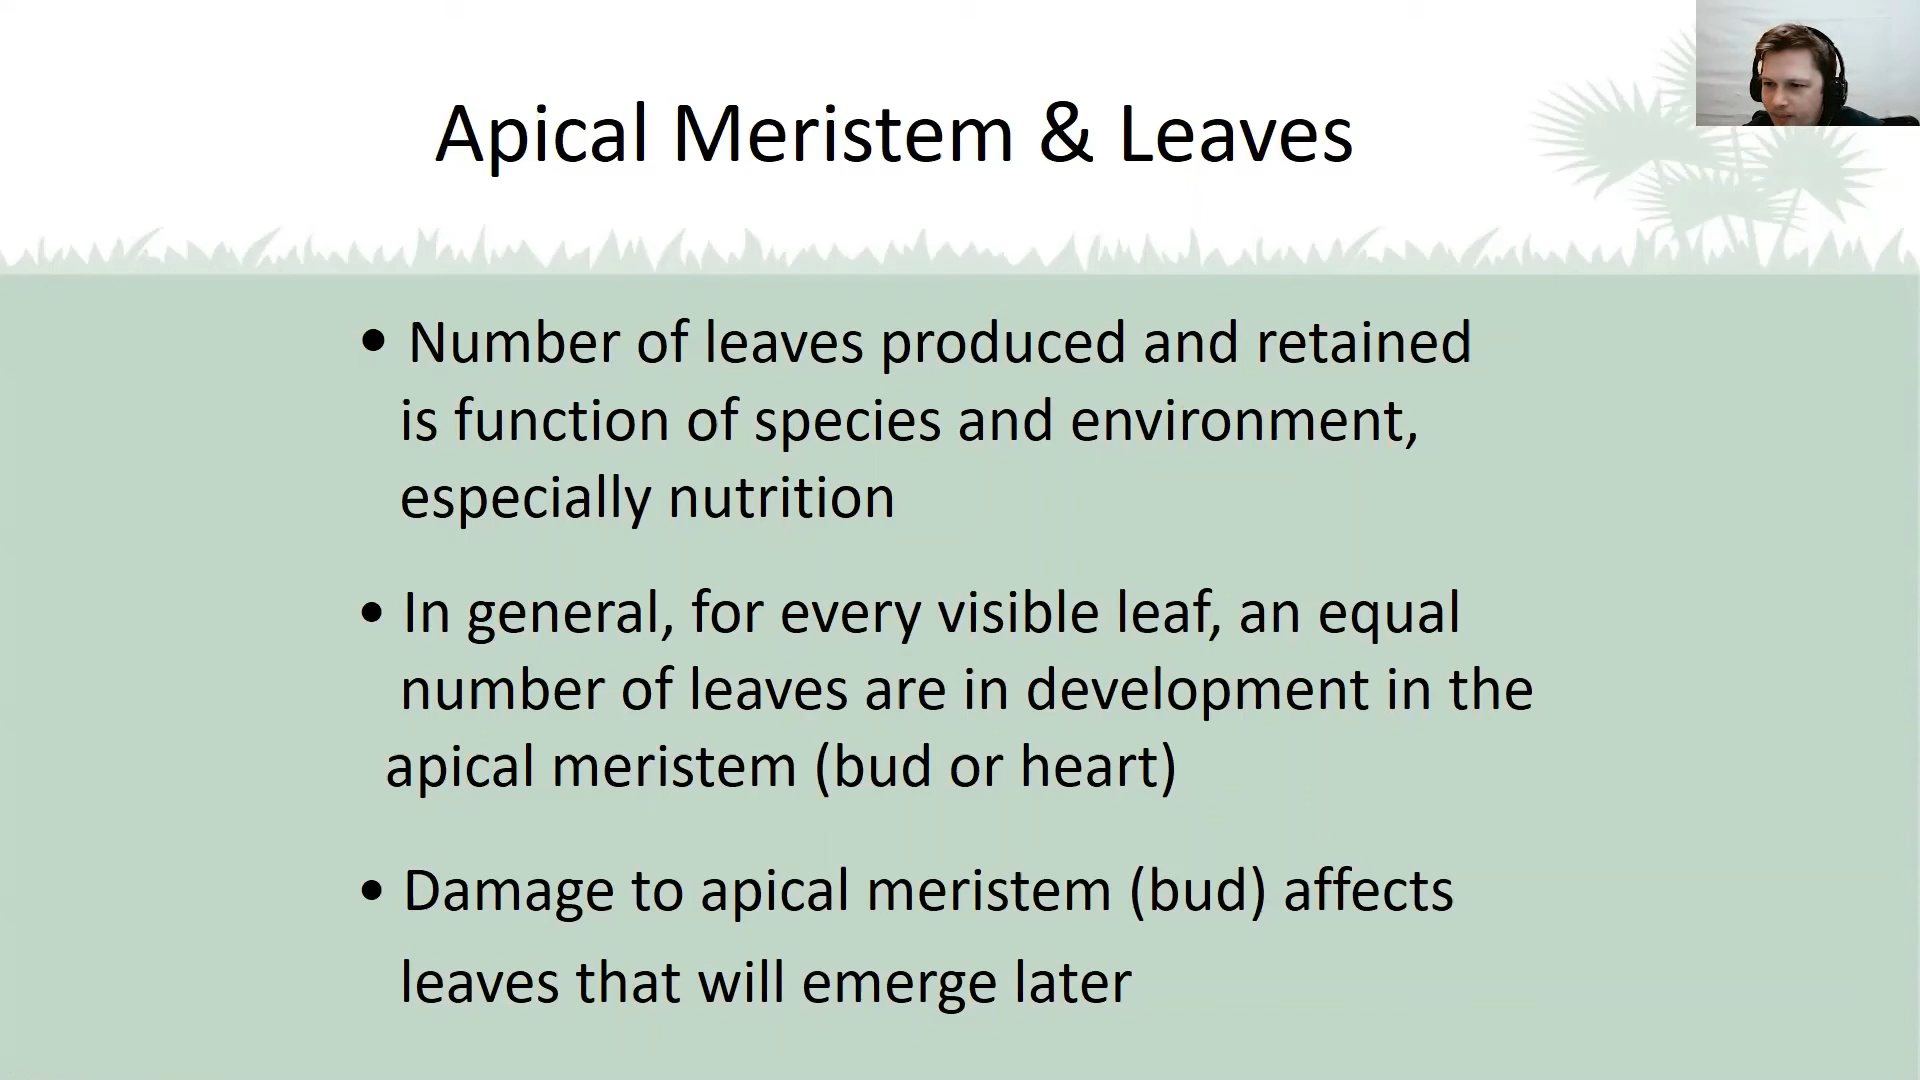 Apical Meristem & Leaves
• Number of leaves produced and retained
is function of species and environment,
especially nutrition
• In general, for every visible leaf, an equal
number of leaves are in development in the
apical meristem (bud or heart)
• Damage to apical meristem (bud) affects
leaves that will emerge later